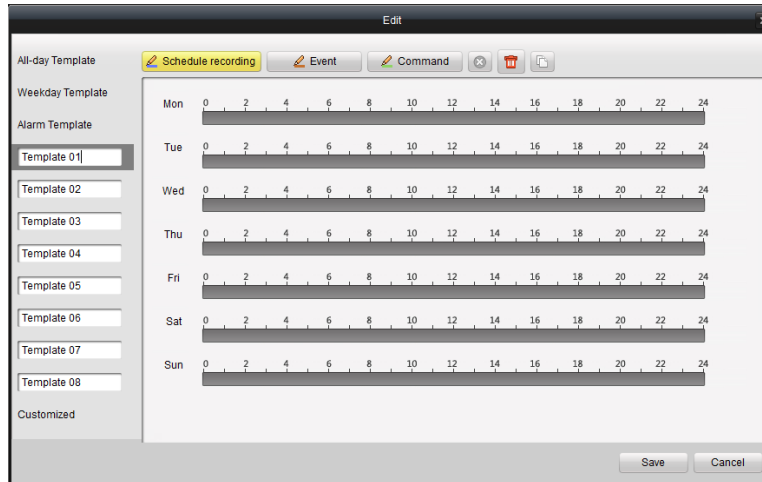 Edit
All-day Template
Weekday Template
Alarm Template
Template 01
Template 02
Template 03
Template 04
Template 05
Template 06
Template 07
Template 08
Customized
Schedule recording Event Command
Mon 0 2 4 6 8 10 12 14 16 18 20 22 24
Tue 0 2 4 6 8 10 12 14 16 18 20 22 24
Wed 0 2 4 6 8 10 12 14 16 18 20 22 24
Thu 0 2 4 6 8 10 12 14 16 18 20 22 24
Fri 0 2 4 6 8 10 12 14 16 18 20 22 24
Sat 0 2 4 6 8 10 12 14 16 18 20 22 24
Sun 0 2 4 6 8 10 12 14 16 18 20 22 24
Save Cancel